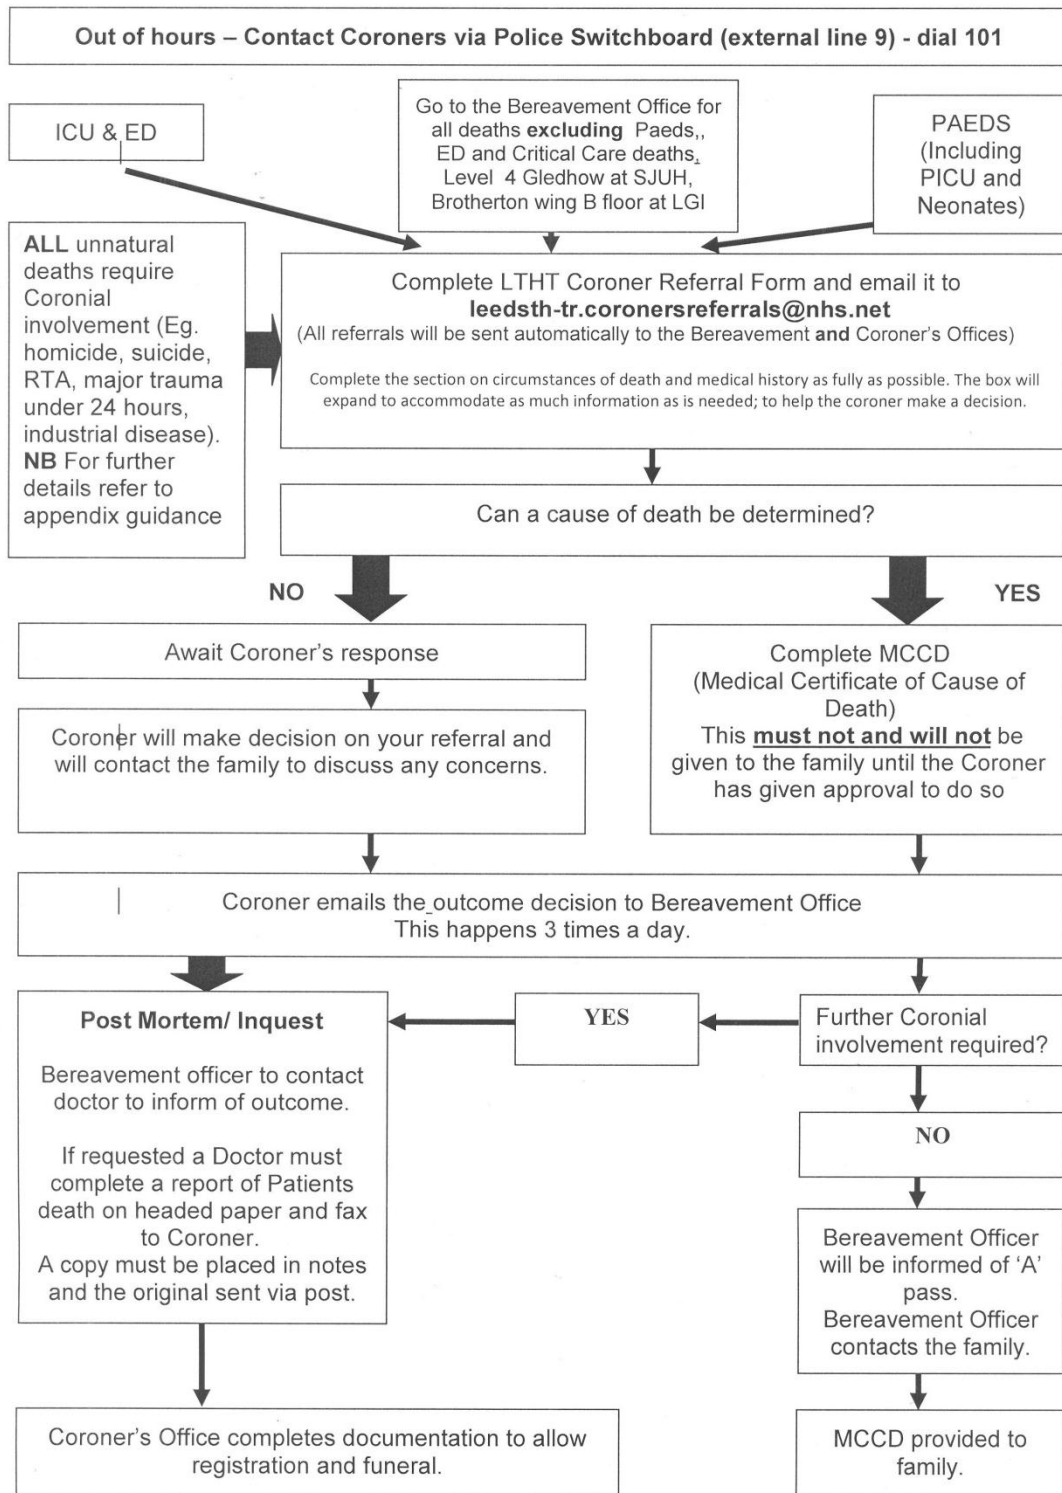 Out of hours – Contact Coroners via Police Switchboard (external line 9) - dial 101
ICU & ED
Go to the Bereavement Office for
all deaths excluding Paeds,,
ED and Critical Care deaths,
Level 4 Gledhow at SJUH,
Brotherton wing B floor at LGI
PAEDS
(Including
PICU and
Neonates)
ALL unnatural
deaths require
Coronial
involvement (Eg.
homicide, suicide,
RTA, major trauma
under 24 hours,
industrial disease).
NB For further
details refer to
appendix guidance
Complete LTHT Coroner Referral Form and email it to
leedsth-tr.coronersreferrals@nhs.net
(All referrals will be sent automatically to the Bereavement and Coroner's Offices)
Complete the section on circumstances of death and medical history as fully as possible. The box will
expand to accommodate as much information as is needed; to help the coroner make a decision.
Can a cause of death be determined?
NO
YES
Await Coroner's response
Coroner will make decision on your referral and
will contact the family to discuss any concerns.
Complete MCCD
(Medical Certificate of Cause of
Death)
This must not and will not be
given to the family until the Coroner
has given approval to do so
Coroner emails the outcome decision to Bereavement Office
This happens 3 times a day.
Post Mortem/ Inquest
Bereavement officer to contact
doctor to inform of outcome.
If requested a Doctor must
complete a report of Patients
death on headed paper and fax
to Coroner.
A copy must be placed in notes
and the original sent via post.
YES
Further Coronial
involvement required?
NO
Bereavement Officer
will be informed of 'A'
pass.
Bereavement Officer
contacts the family.
Coroner's Office completes documentation to allow
registration and funeral.
MCCD provided to
family.